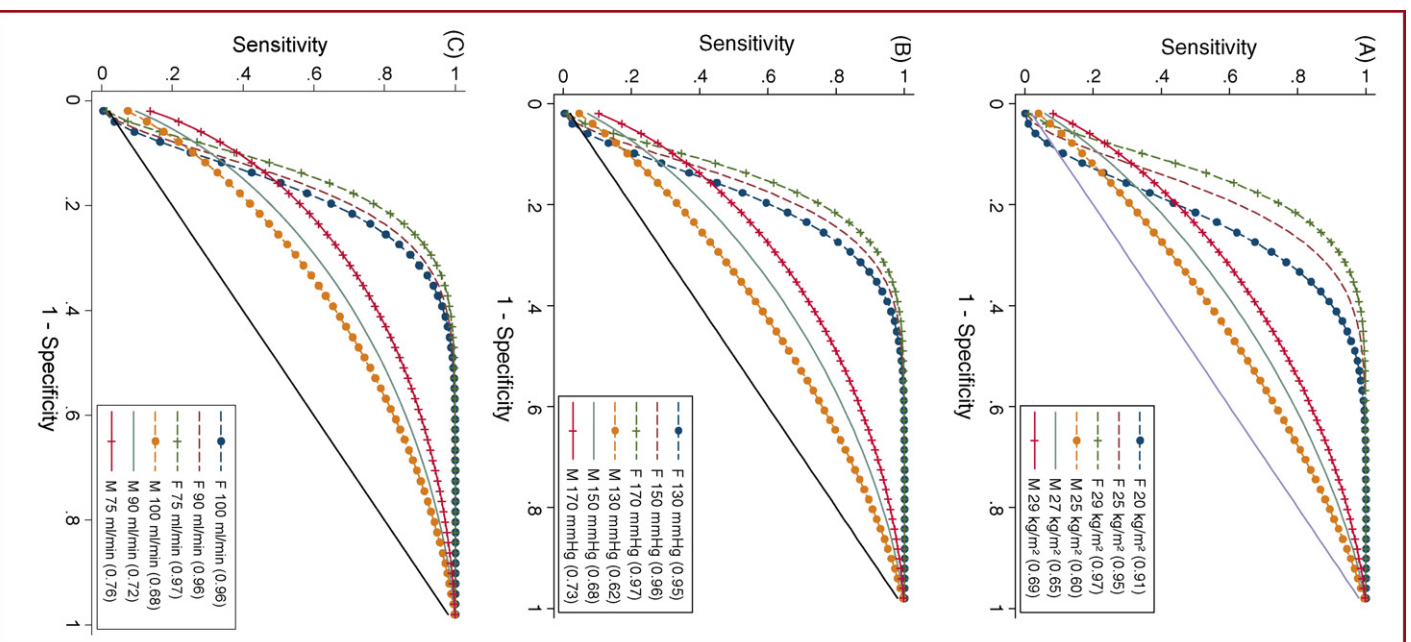 (A)
Sensitivity
0 .2 .4 .6 .8 1
0 .2 .4 .6 .8 1
1 - Specificity
F 20 kg/m² (0.91)
F 25 kg/m² (0.95)
F 29 kg/m² (0.97)
M 25 kg/m² (0.60)
M 27 kg/m² (0.65)
M 29 kg/m² (0.69)
(B)
Sensitivity
0 .2 .4 .6 .8 1
0 .2 .4 .6 .8 1
1 - Specificity
F 130 mmHg (0.95)
F 150 mmHg (0.96)
F 170 mmHg (0.97)
M 130 mmHg (0.62)
M 150 mmHg (0.68)
M 170 mmHg (0.73)
(C)
Sensitivity
0 .2 .4 .6 .8 1
0 .2 .4 .6 .8 1
1 - Specificity
F 100 ml/min (0.96)
F 90 ml/min (0.96)
F 75 ml/min (0.97)
M 100 ml/min (0.68)
M 90 ml/min (0.72)
M 75 ml/min (0.76)